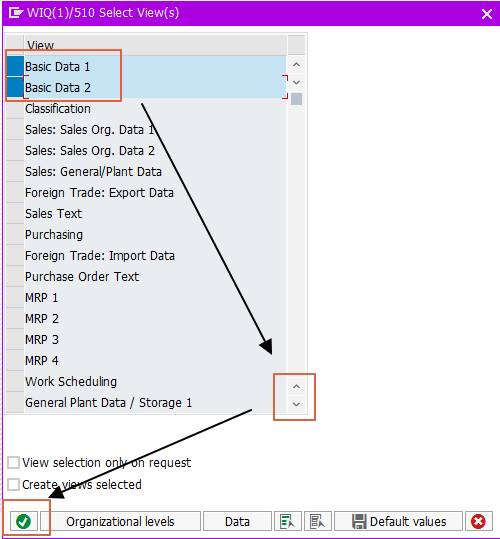 WIQ(1)/510 Select View(s)
View
Basic Data 1
Basic Data 2
Classification
Sales: Sales Org. Data 1
Sales: Sales Org. Data 2
Sales: General/Plant Data
Foreign Trade: Export Data
Sales Text
Purchasing
Foreign Trade: Import Data
Purchase Order Text
MRP 1
MRP 2
MRP 3
MRP 4
Work Scheduling
General Plant Data / Storage 1
View selection only on request
Create views selected
Organizational levels Data Default values